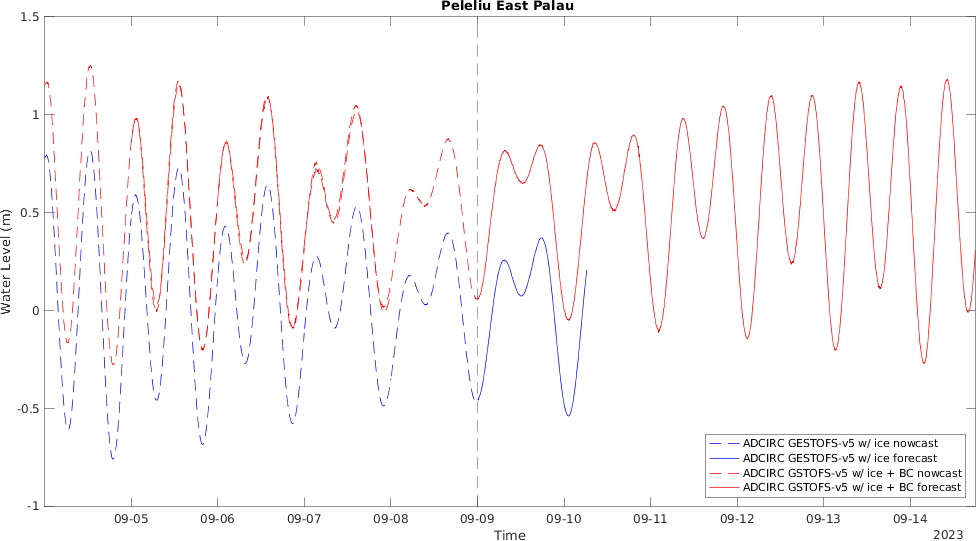 Peleliu East Palau
1.5
1
0.5
0
-0.5
-1
Water Level (m)
09-05 09-06 09-07 09-08 09-09 09-10 09-11 09-12 09-13 09-14
Time
2023
ADCIRC GESTOFS-v5 w/ ice nowcast
ADCIRC GESTOFS-v5 w/ ice forecast
ADCIRC GSTOFS-v5 w/ ice + BC nowcast
ADCIRC GSTOFS-v5 w/ ice + BC forecast